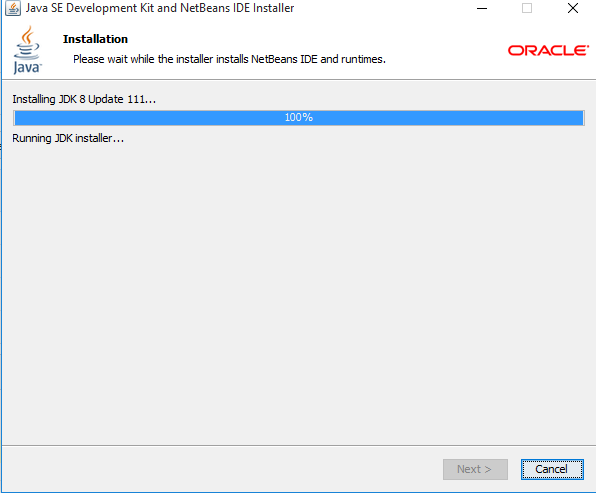 Java SE Development Kit and NetBeans IDE Installer
Installation
Please wait while the installer installs NetBeans IDE and runtimes.
Java
ORACLE
Installing JDK 8 Update 111...
100%
Running JDK installer...
Next >
Cancel